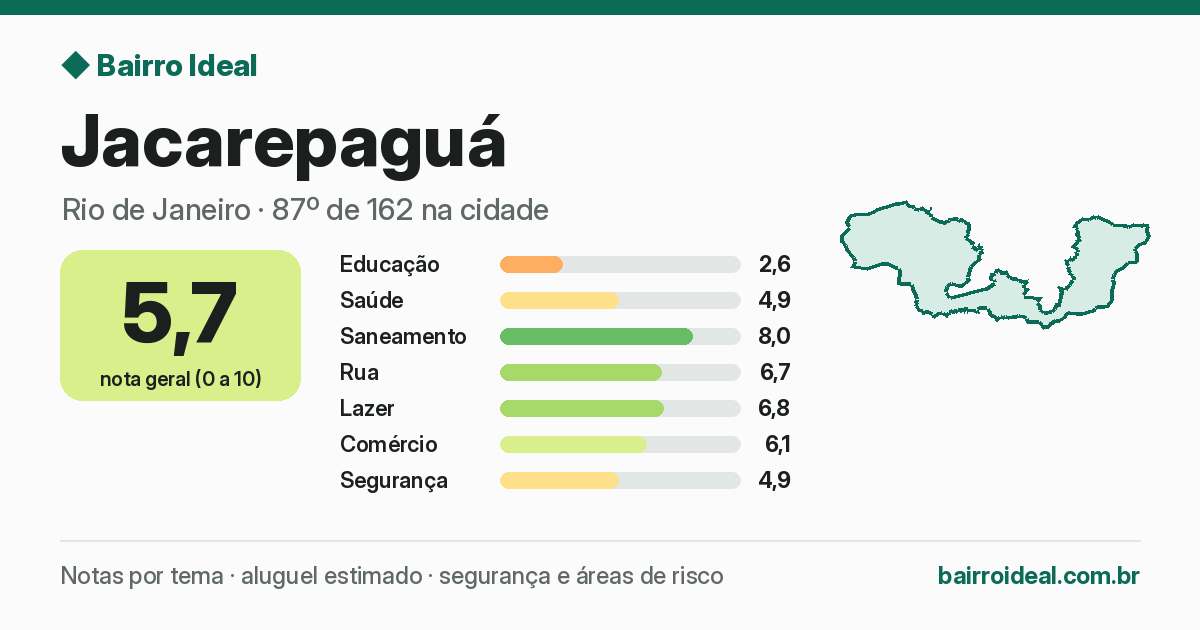 Bairro Ideal
Jacarepaguá
Rio de Janeiro · 87º de 162 na cidade
5,7
nota geral (0 a 10)
Educação 2,6
Saúde 4,9
Saneamento 8,0
Rua 6,7
Lazer 6,8
Comércio 6,1
Segurança 4,9
Notas por tema · aluguel estimado · segurança e áreas de risco
bairroideal.com.br